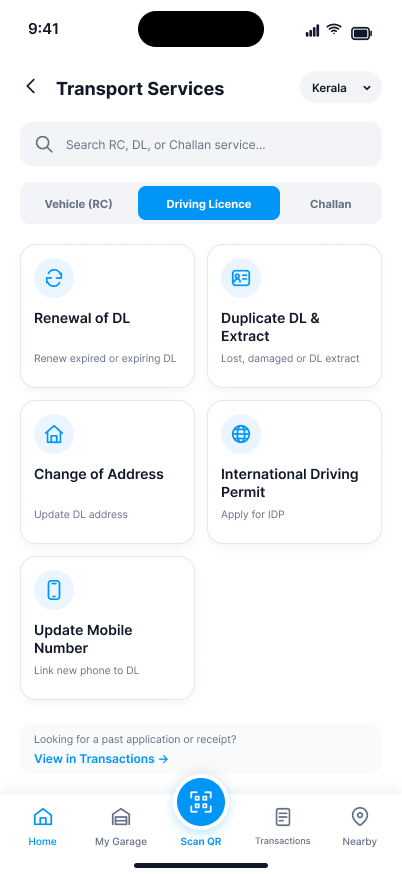 9:41
Transport Services
Kerala
Search RC, DL, or Challan service...
Vehicle (RC)
Driving Licence
Challan
Renewal of DL
Renew expired or expiring DL
Duplicate DL &
Extract
Lost, damaged or DL extract
Change of Address
Update DL address
International Driving
Permit
Apply for IDP
Update Mobile
Number
Link new phone to DL
Looking for a past application or receipt?
View in Transactions →
Home
My Garage
Scan QR
Transactions
Nearby